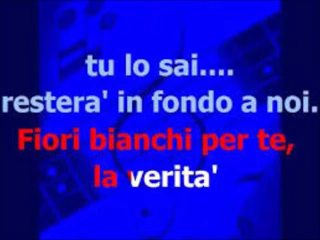 tu lo sai....
restera' in fondo a noi.
Fiori bianchi per te,
la verita'